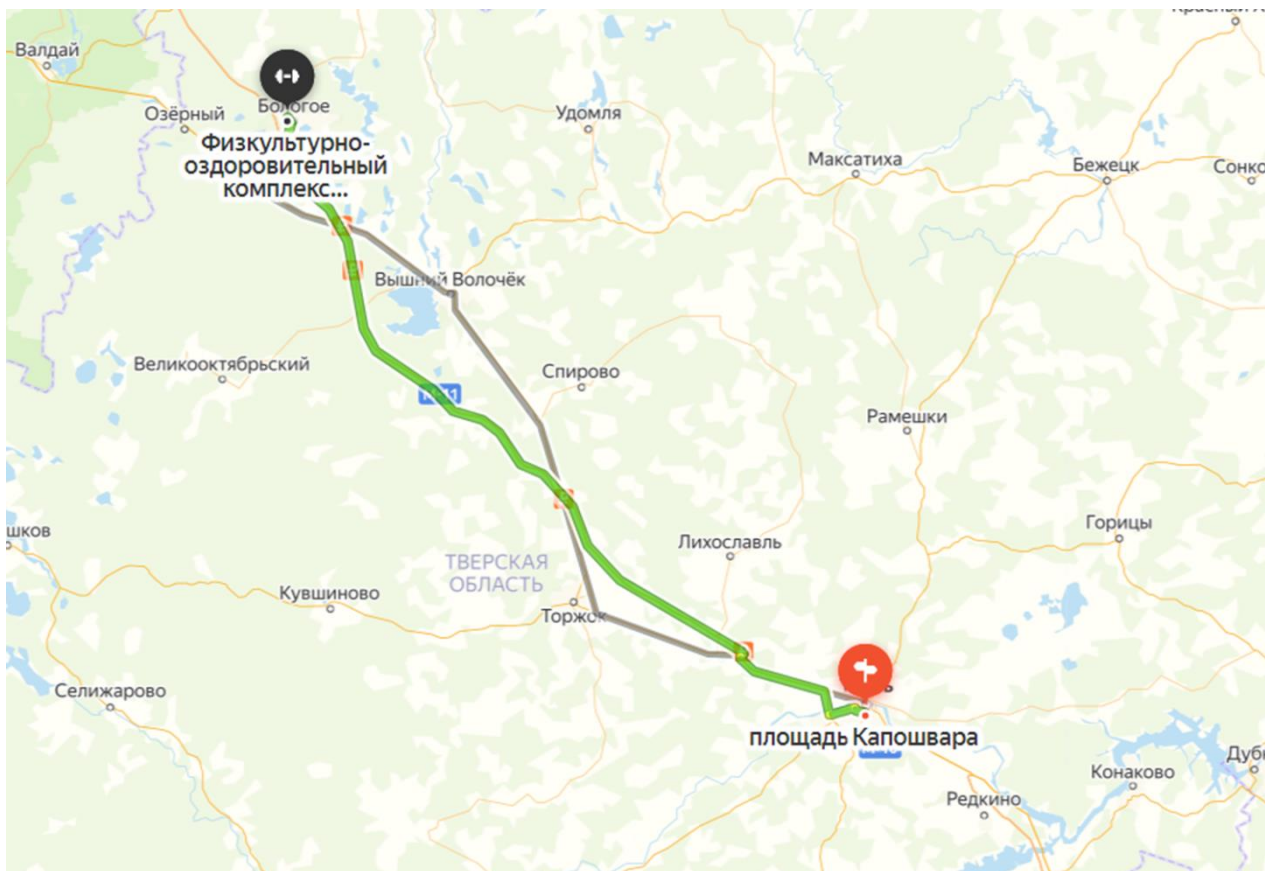 Валдай
Бологое
Озёрный
Удомля
Физкультурно-
оздоровительный
комплекс...
Максатиха
Бежецк
Вышний Волочёк
Великооктябрьский
Спирово
Рамешки
Горицы
шков
Лихославль
ТВЕРСКАЯ
ОБЛАСТЬ
Кувшиново
Торжок
Селижарово
площадь Капошвара
Конаково
Редкино